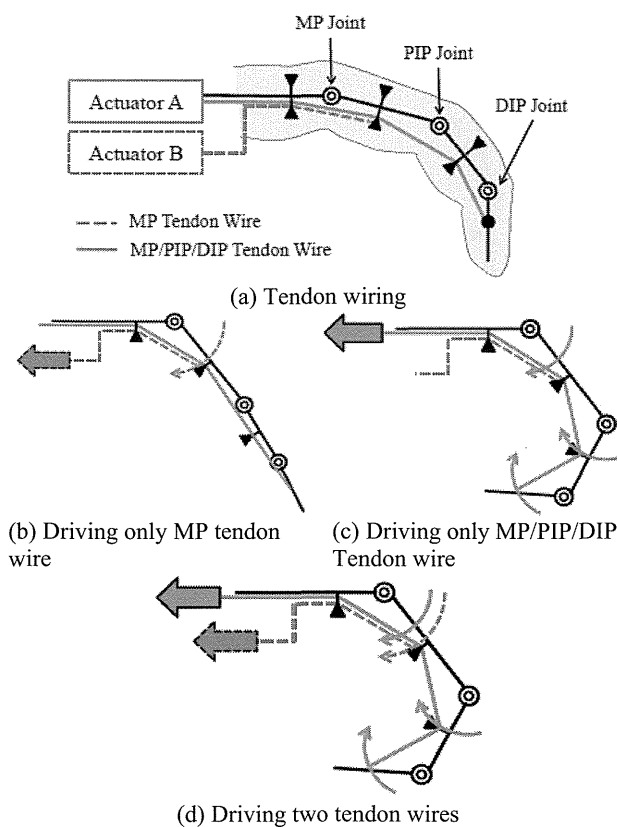 MP Joint
PIP Joint
DIP Joint
Actuator A
Actuator B
MP Tendon Wire
MP/PIP/DIP Tendon Wire
(a) Tendon wiring
(b) Driving only MP tendon
wire
(c) Driving only MP/PIP/DIP
Tendon wire
(d) Driving two tendon wires